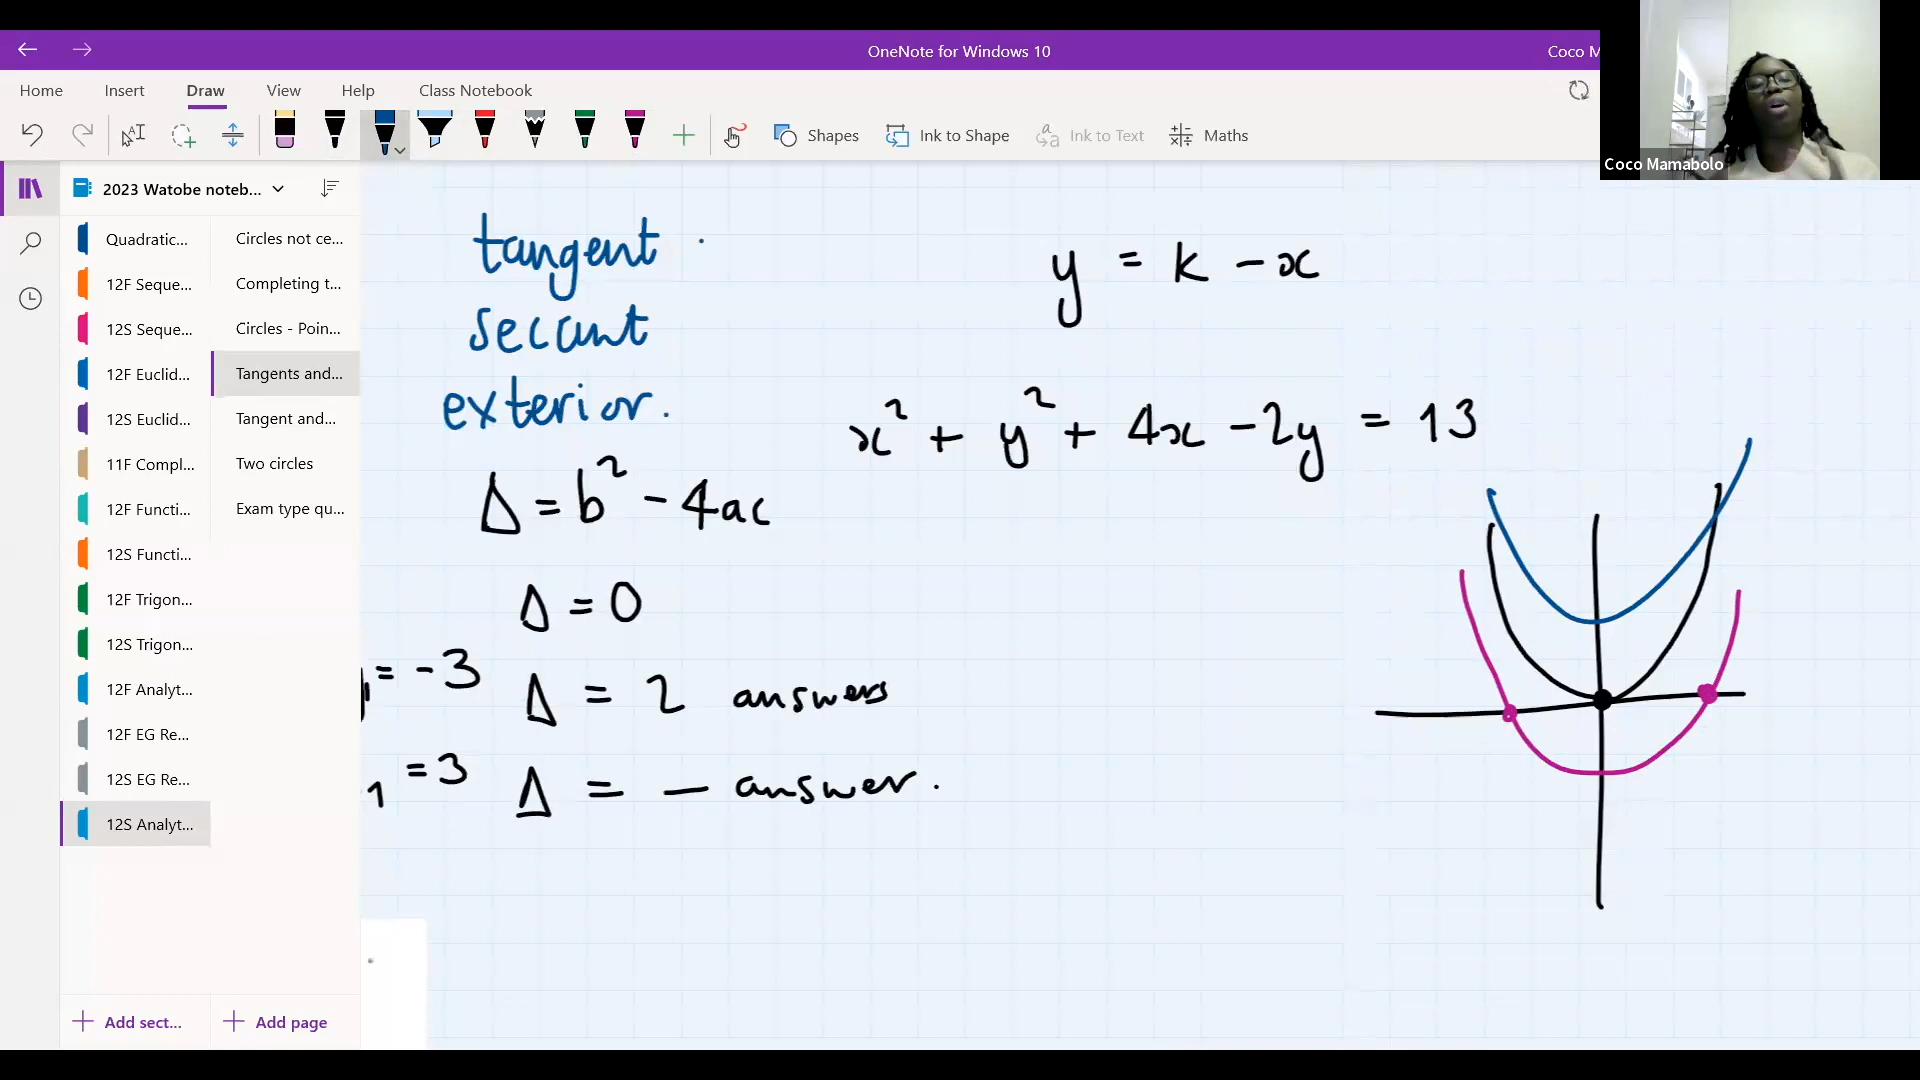 OneNote for Windows 10
Coco M
Home Insert Draw View Help Class Notebook
Shapes Ink to Shape Ink to Text Maths
Coco Mamabolo
2023 Watobe noteb...
Quadratic...
12F Seque...
12S Seque...
12F Euclid...
12S Euclid...
11F Compl...
12F Functi...
12S Functi...
12F Trigon...
12S Trigon...
12F Analyt...
12F EG Re...
12S EG Re...
12S Analyt...
Add sect...
Circles not ce...
Completing t...
Circles - Poin...
Tangents and...
Tangent and...
Two circles
Exam type qu...
Add page
tangent .
secant
exterior.
Δ = b² - 4ac
Δ = 0
= -3
Δ = 2 answers
1 = 3
Δ = — answer.
y = k - x
x² + y² + 4x - 2y = 13